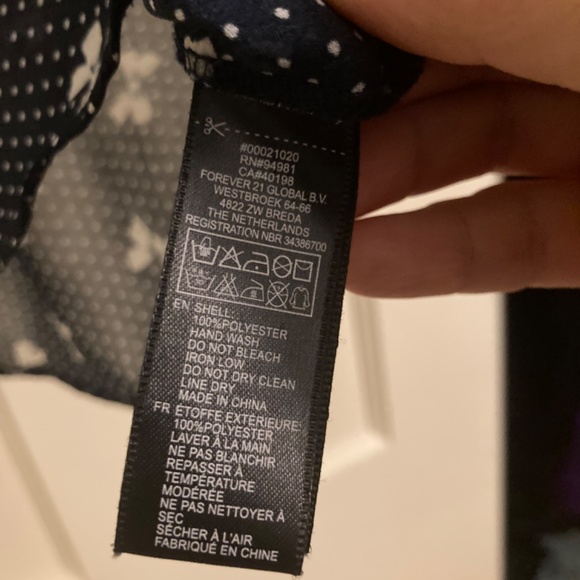 #00021020
RN#94981
CA#40198
FOREVER 21 GLOBAL B.V.
WESTBROEK 64-66
4822 ZW BREDA
THE NETHERLANDS
REGISTRATION NBR 34386700
EN SHELL:
100%POLYESTER
HAND WASH
DO NOT BLEACH
IRON LOW
DO NOT DRY CLEAN
LINE DRY
MADE IN CHINA
FR ÉTOFFE EXTÉRIEURE:
100%POLYESTER
LAVER À LA MAIN
NE PAS BLANCHIR
REPASSER À
TEMPÉRATURE
MODÉRÉE
NE PAS NETTOYER À
SEC
SÉCHER À L'AIR
FABRIQUÉ EN CHINE